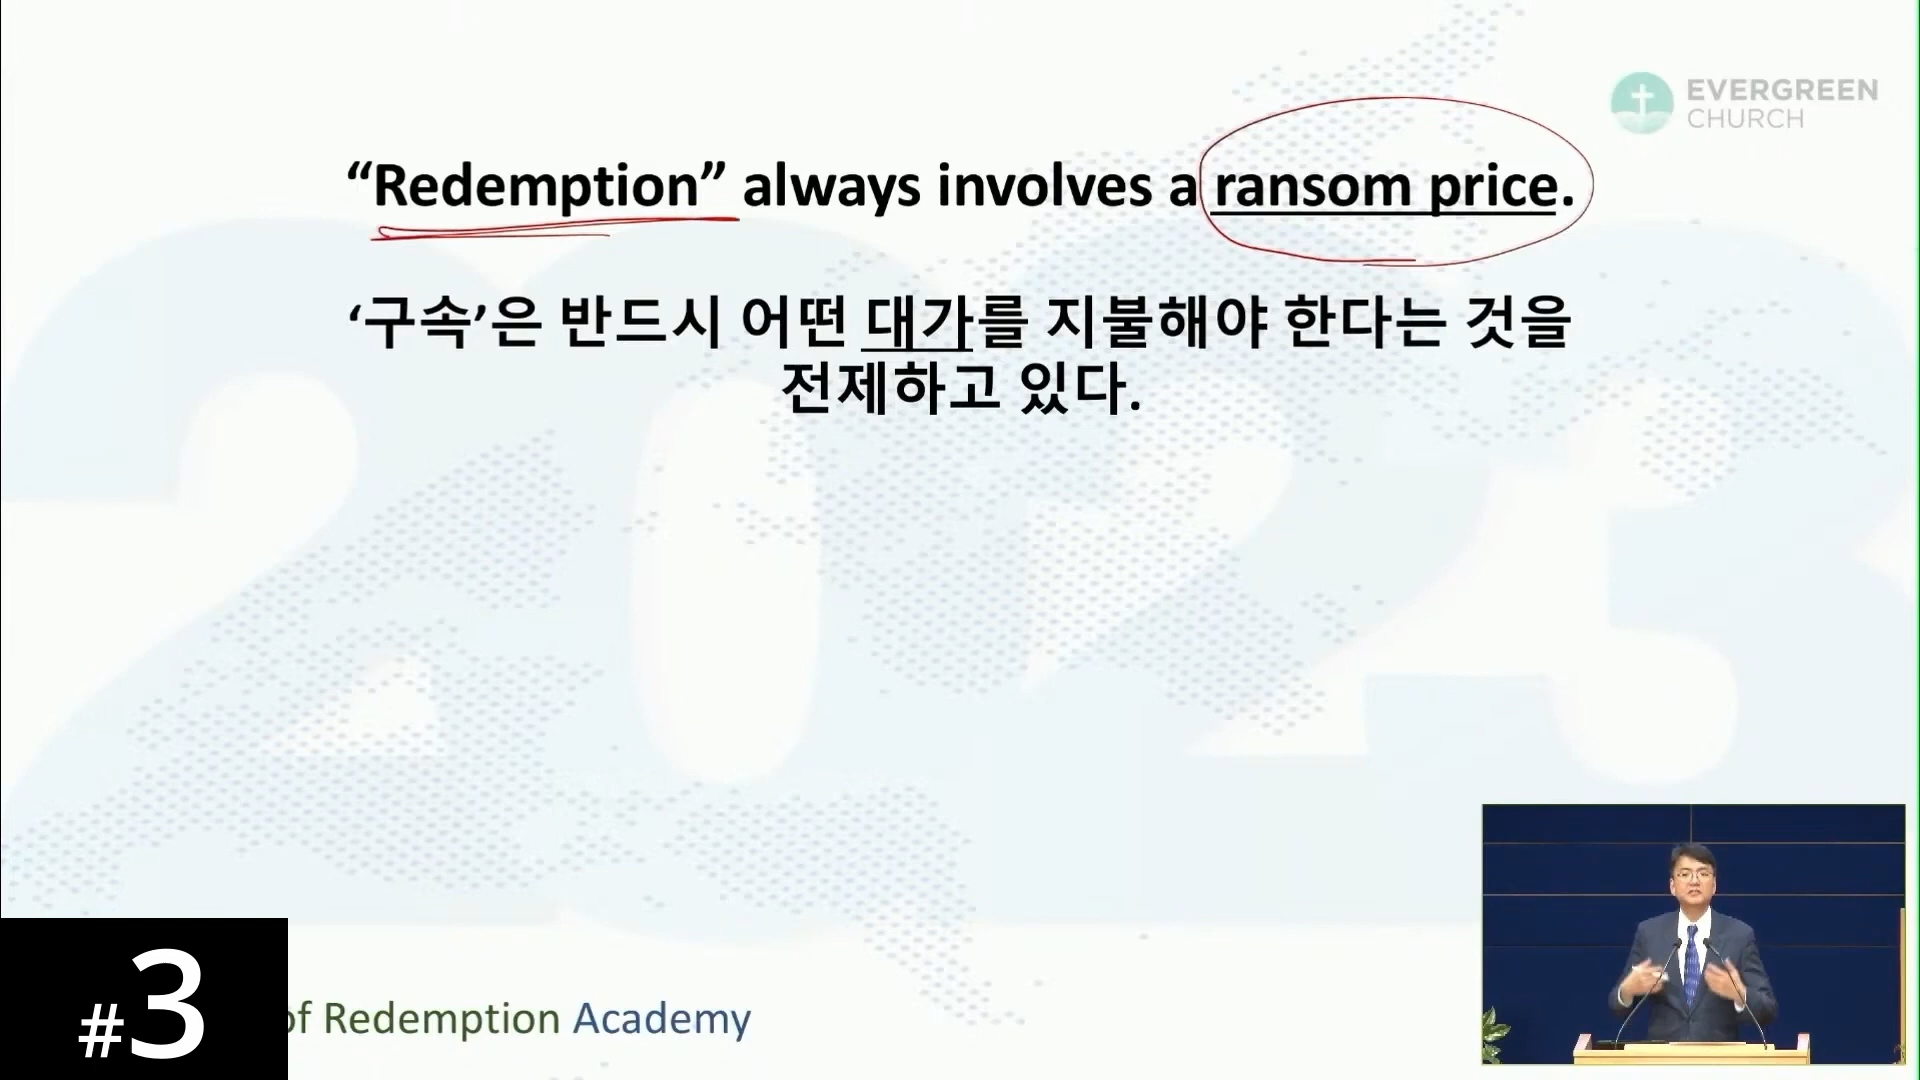 EVERGREEN
CHURCH
“Redemption” always involves a ransom price.
‘구속’은 반드시 어떤 대가를 지불해야 한다는 것을
전제하고 있다.
#3
of Redemption Academy